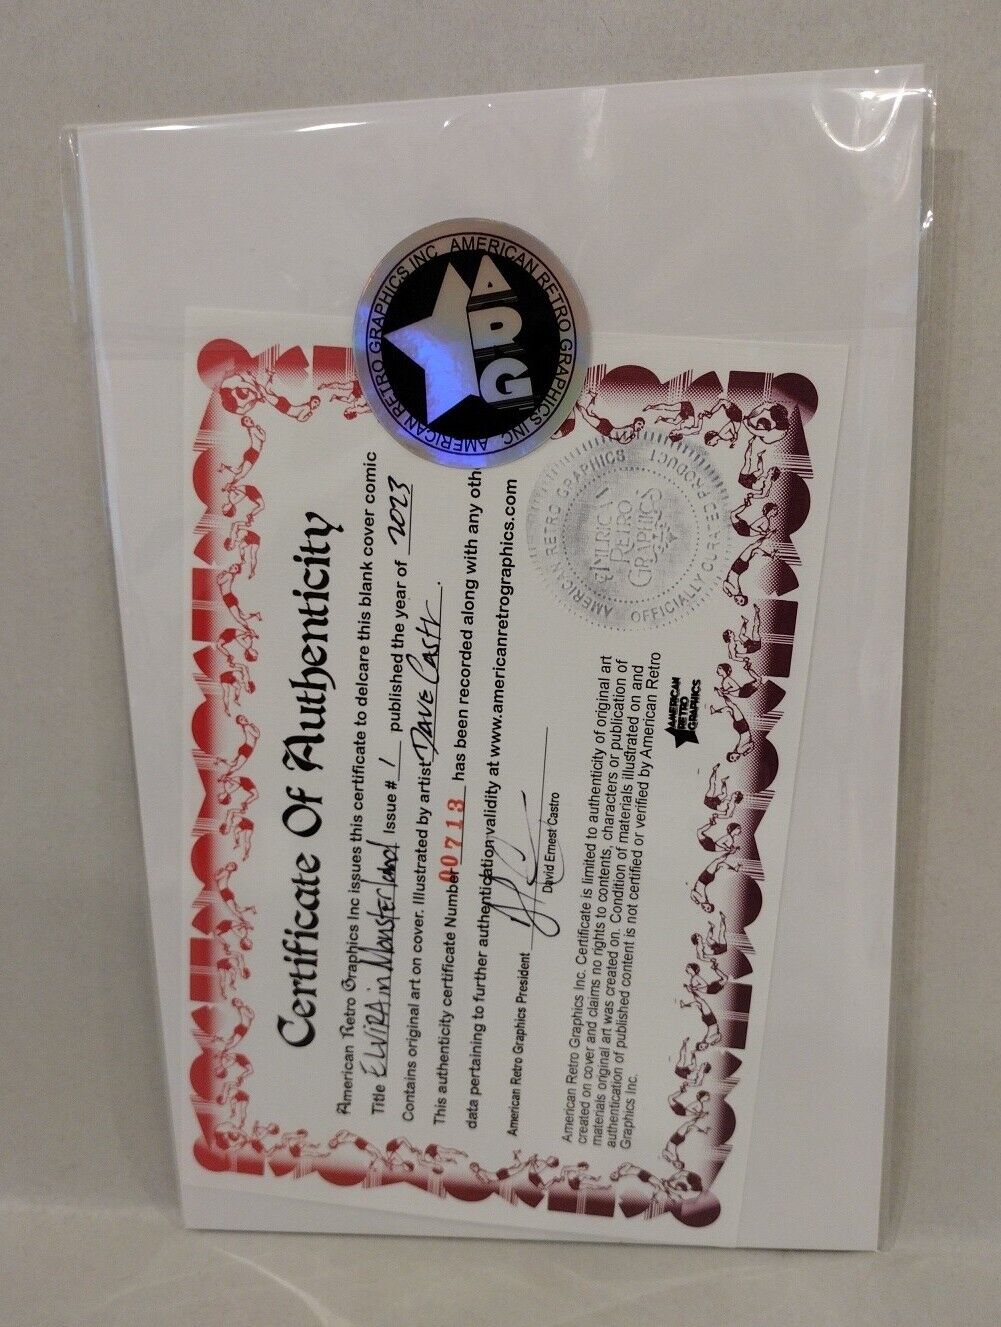 Certificate Of Authenticity
American Retro Graphics Inc issues this certificate to delcare this blank cover comic
Title ELVIRA in Monsterland Issue # 1 published the year of 2023
Contains original art on cover. Illustrated by artist DAVE Castr.
This authenticity certificate Number 00713 has been recorded along with any oth
data pertaining to further authentication validity at www.americanretrographics.com
American Retro Graphics President
David Ernest Castro
American Retro Graphics Inc. Certificate is limited to authenticity of original art
created on cover and claims no rights to contents, characters or publication of
materials original art was created on. Condition of materials illustrated on and
authentication of published content is not certified or verified by American Retro
Graphics Inc.
AMERICAN
RETRO
GRAPHICS
AMERICAN RETRO GRAPHICS INC. AMERICAN RETRO GRAPHICS INC.
ARG
AMERICAN RETRO GRAPHICS
OFFICIALLY CURATED PRODUCT
AMERICAN
RETRO
GRAPHICS